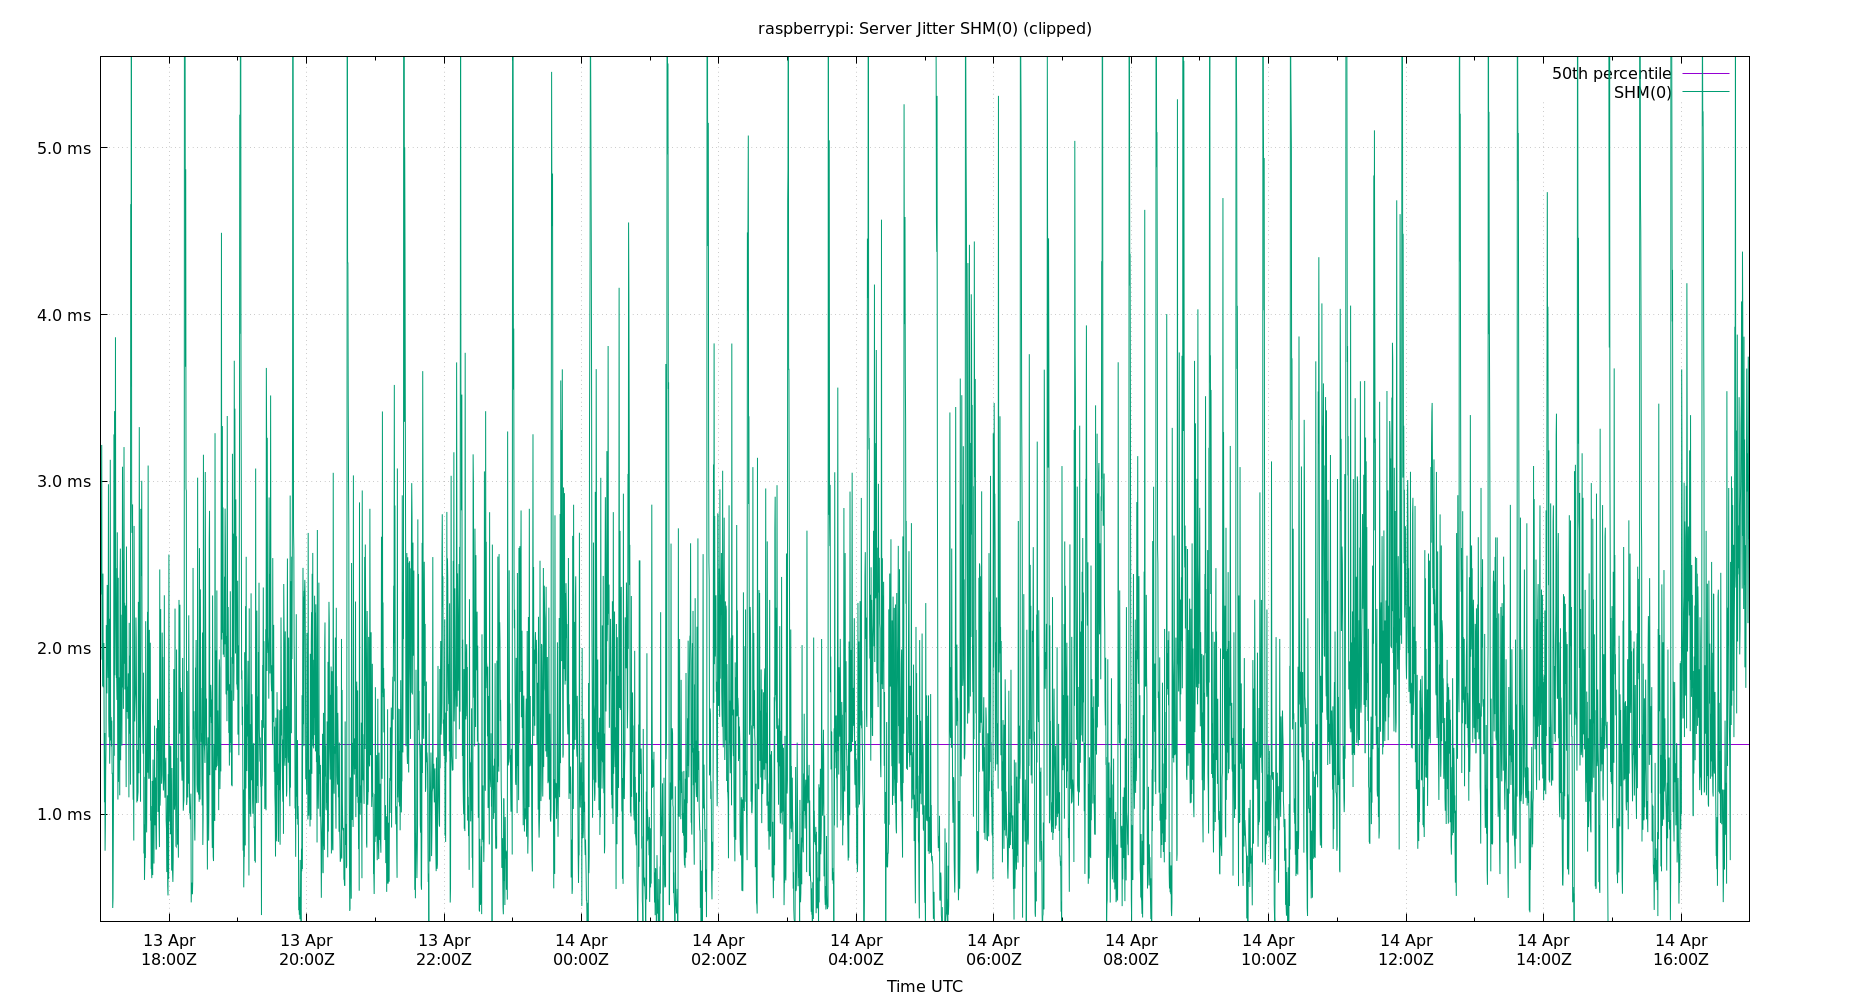 raspberrypi: Server Jitter SHM(0) (clipped)
50th percentile
SHM(0)
5.0 ms
4.0 ms
3.0 ms
2.0 ms
1.0 ms
13 Apr 13 Apr 13 Apr 14 Apr 14 Apr 14 Apr 14 Apr 14 Apr 14 Apr 14 Apr 14 Apr 14 Apr
18:00Z 20:00Z 22:00Z 00:00Z 02:00Z 04:00Z 06:00Z 08:00Z 10:00Z 12:00Z 14:00Z 16:00Z
Time UTC